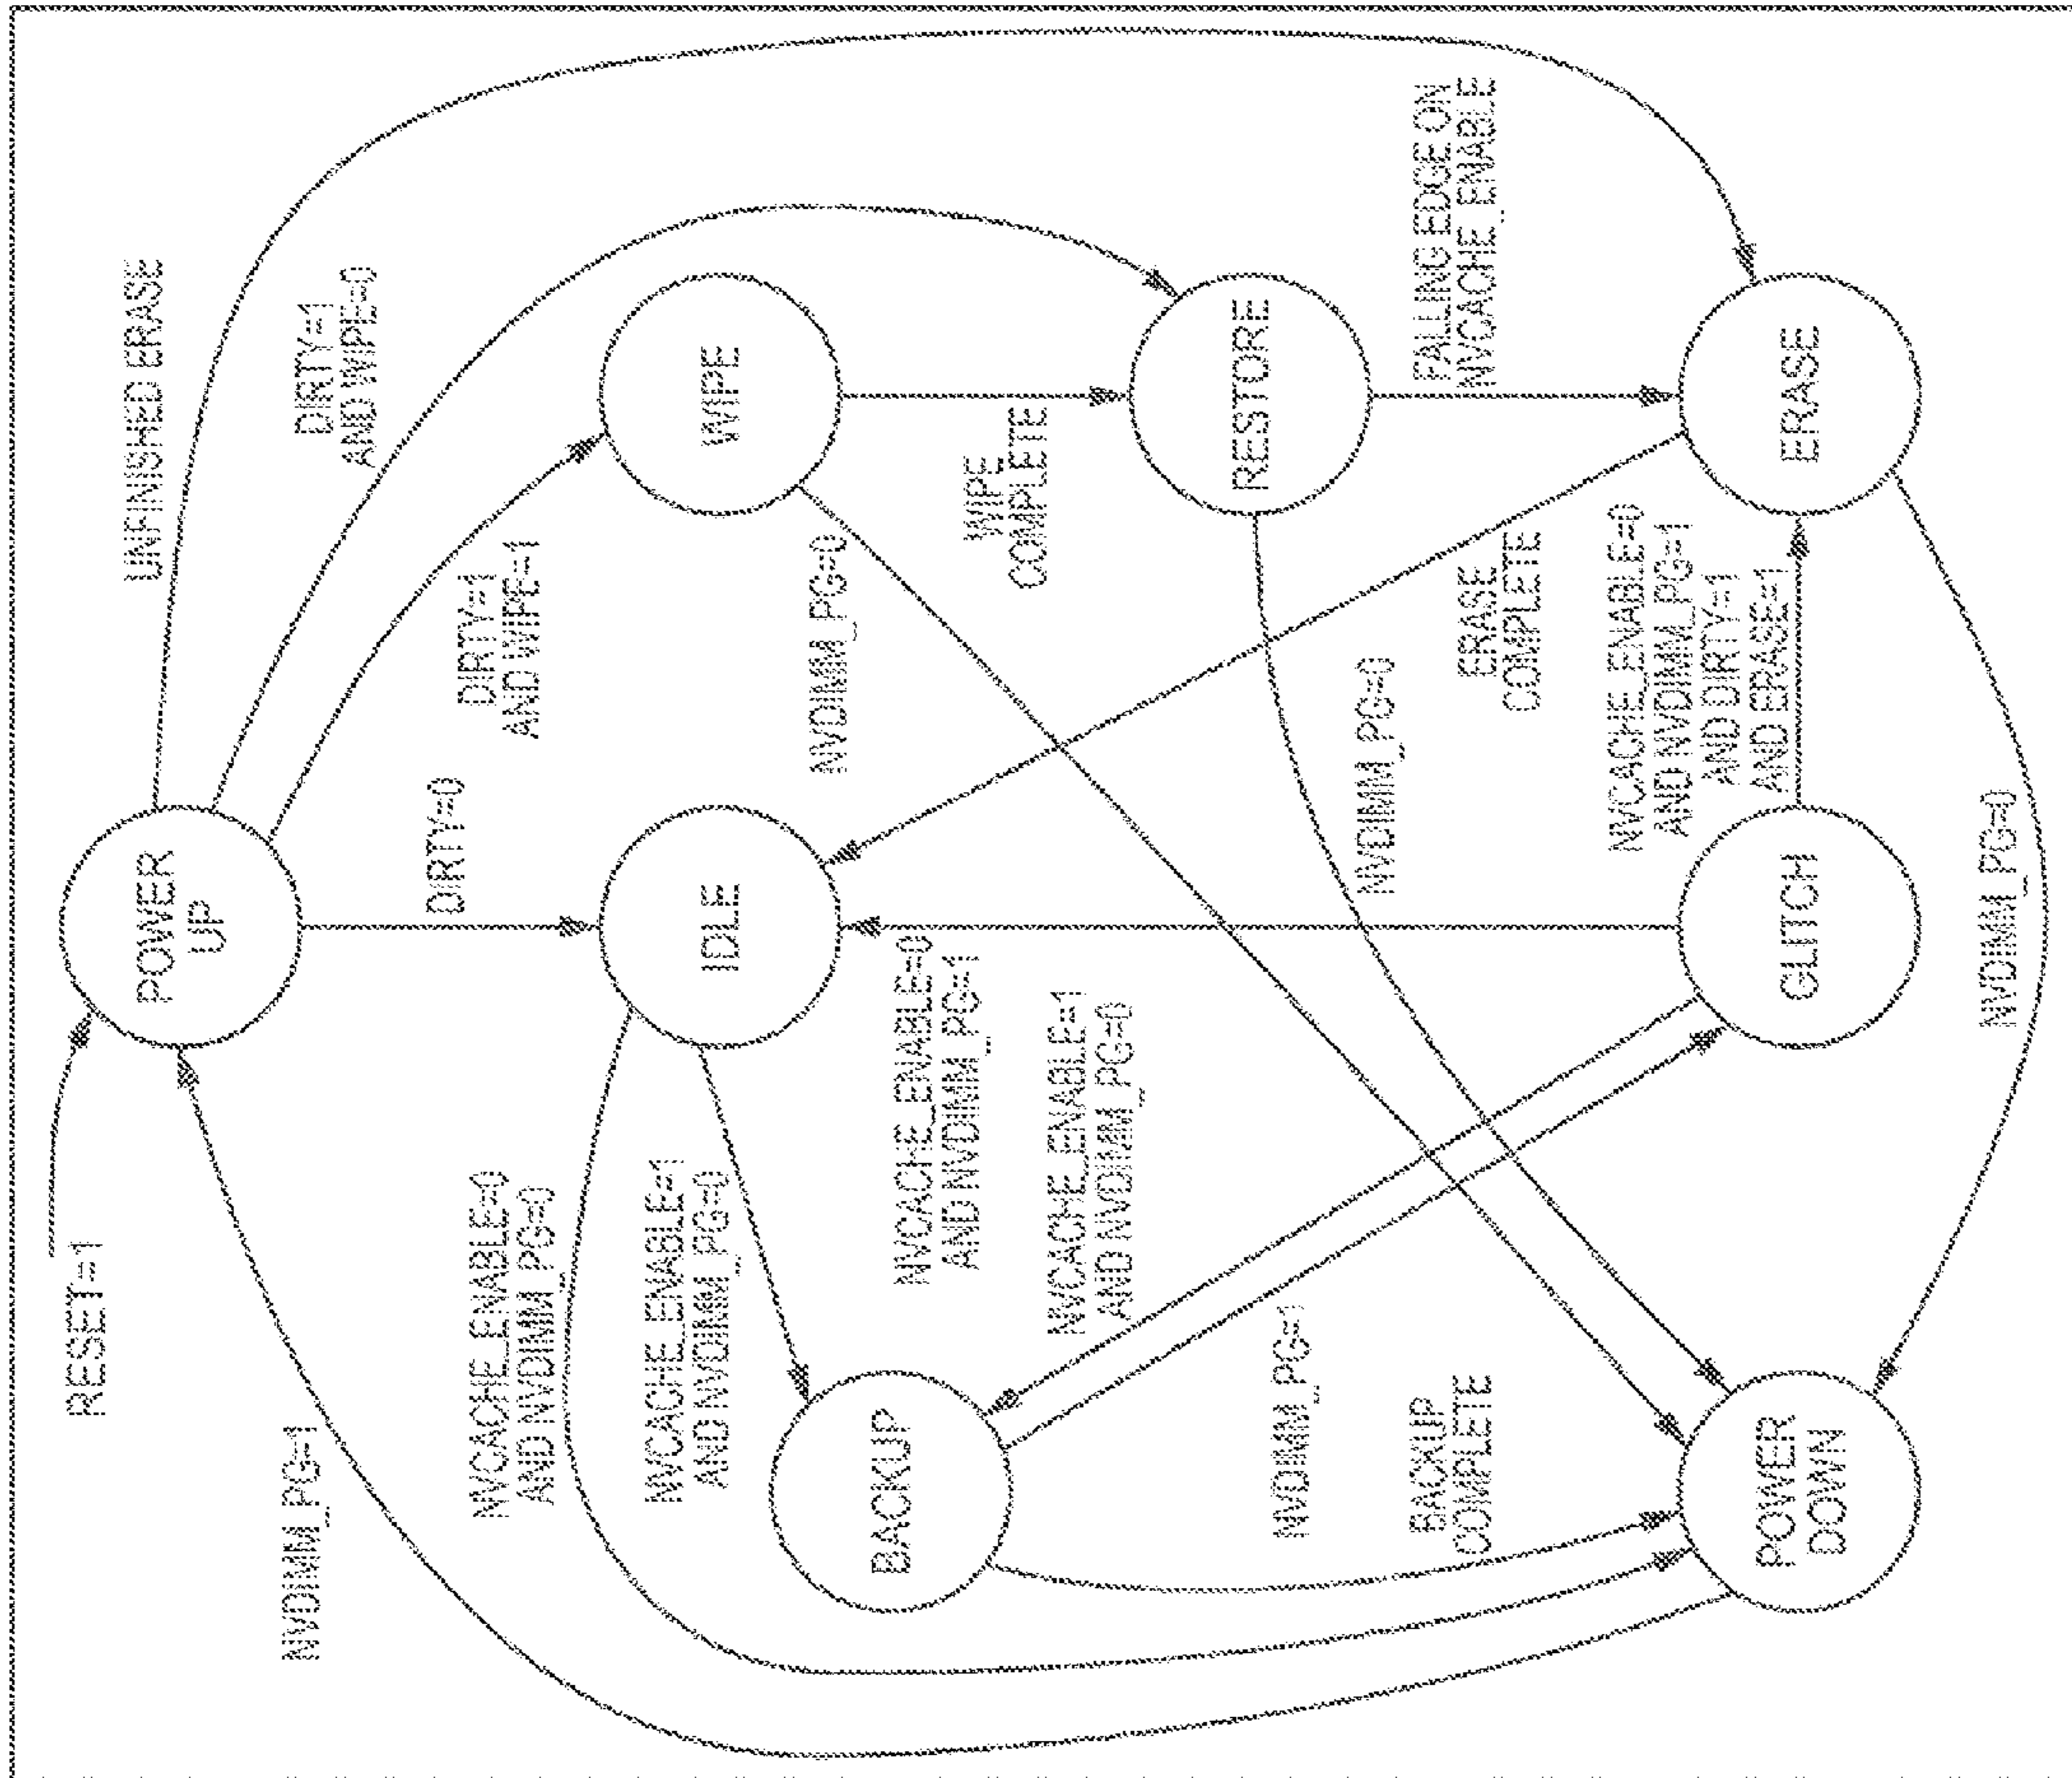 RESET=1
POWER
UP
UNFINISHED ERASE
DIRTY=1
AND WIPE=0
DIRTY=1
AND WIPE=1
DIRTY=0
NVDIMM_PG=1
NVCACHE_ENABLE=0
AND NVDIMM_PG=0
NVCACHE_ENABLE=1
AND NVDIMM_PG=0
IDLE
WIPE
NVDIMM_PG=0
WIPE
COMPLETE
BACKUP
NVCACHE_ENABLE=0
AND NVDIMM_PG=1
NVCACHE_ENABLE=1
AND NVDIMM_PG=0
RESTORE
NVDIMM_PG=1
NVDIMM_PG=0
BACKUP
COMPLETE
ERASE
COMPLETE
FALLING EDGE ON
NVCACHE_ENABLE
NVCACHE_ENABLE=0
AND NVDIMM_PG=1
AND DIRTY=1
AND ERASE=1
POWER
DOWN
GLITCH
ERASE
NVDIMM_PG=0